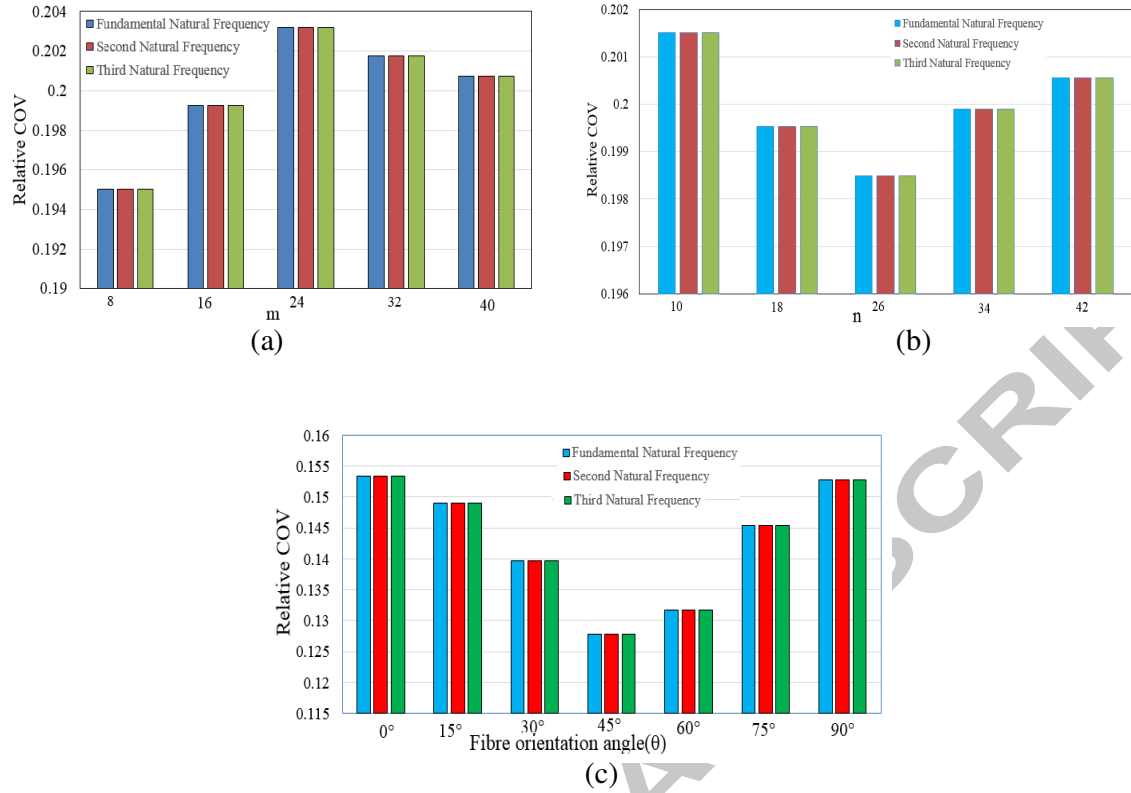 0.204
0.202
0.2
0.198
0.196
0.194
0.192
0.19
Relative COV
Fundamental Natural Frequency
Second Natural Frequency
Third Natural Frequency
8 16 24 32 40
m
(a)
0.202
0.201
0.2
0.199
0.198
0.197
0.196
Relative COV
Fundamental Natural Frequency
Second Natural Frequency
Third Natural Frequency
10 18 26 34 42
n
(b)
0.16
0.155
0.15
0.145
0.14
0.135
0.13
0.125
0.12
0.115
Relative COV
Fundamental Natural Frequency
Second Natural Frequency
Third Natural Frequency
0° 15° 30° 45° 60° 75° 90°
Fibre orientation angle(θ)
(c)
SCRIP